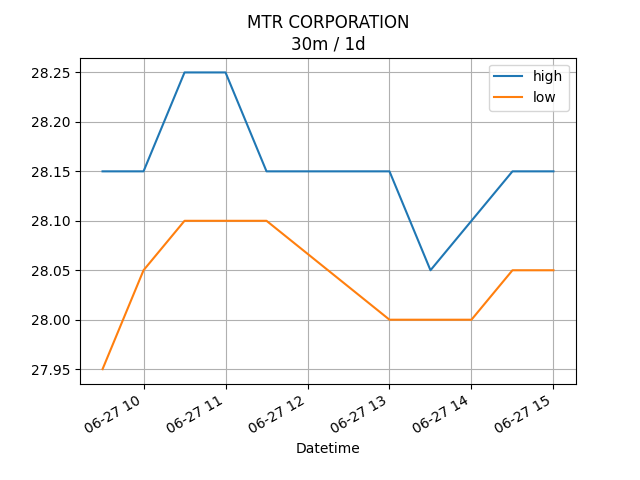 MTR CORPORATION
30m / 1d
high
low
28.25
28.20
28.15
28.10
28.05
28.00
27.95
06-27 10
06-27 11
06-27 12
06-27 13
06-27 14
06-27 15
Datetime